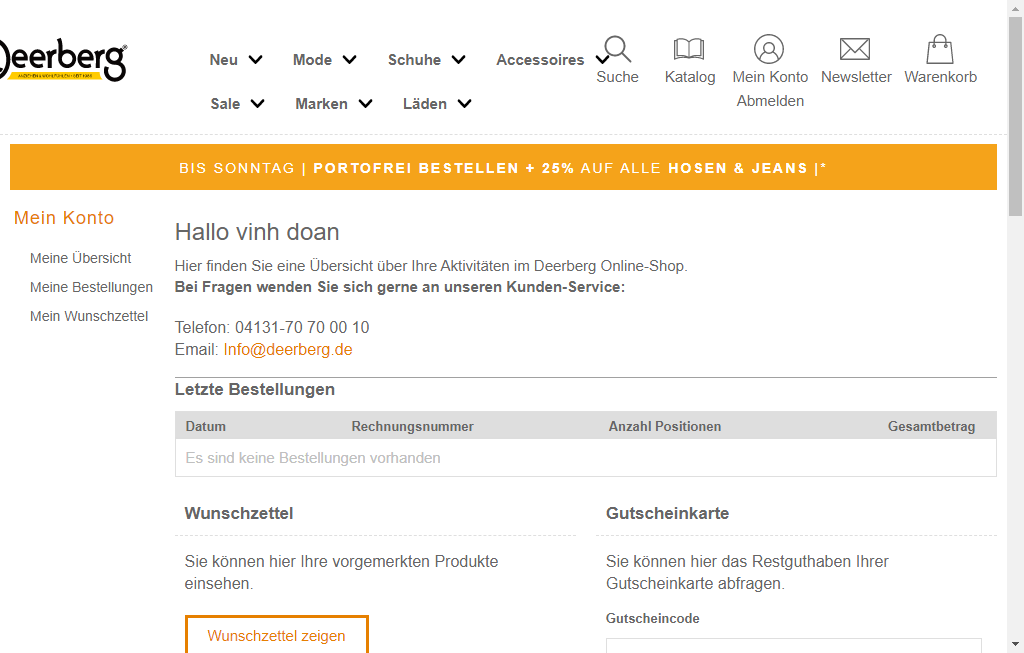 Deerberg
Neu
Mode
Schuhe
Accessoires
Suche
Katalog
Mein Konto
Newsletter
Warenkorb
Abmelden
Sale
Marken
Läden
BIS SONNTAG | PORTOFREI BESTELLEN + 25% AUF ALLE HOSEN & JEANS |*
Mein Konto
Meine Übersicht
Meine Bestellungen
Mein Wunschzettel
Hallo vinh doan
Hier finden Sie eine Übersicht über Ihre Aktivitäten im Deerberg Online-Shop.
Bei Fragen wenden Sie sich gerne an unseren Kunden-Service:
Telefon: 04131-70 70 00 10
Email: Info@deerberg.de
Letzte Bestellungen
Datum Rechnungsnummer Anzahl Positionen Gesamtbetrag
Es sind keine Bestellungen vorhanden
Wunschzettel
Sie können hier Ihre vorgemerkten Produkte
einsehen.
Wunschzettel zeigen
Gutscheinkarte
Sie können hier das Restguthaben Ihrer
Gutscheinkarte abfragen.
Gutscheincode